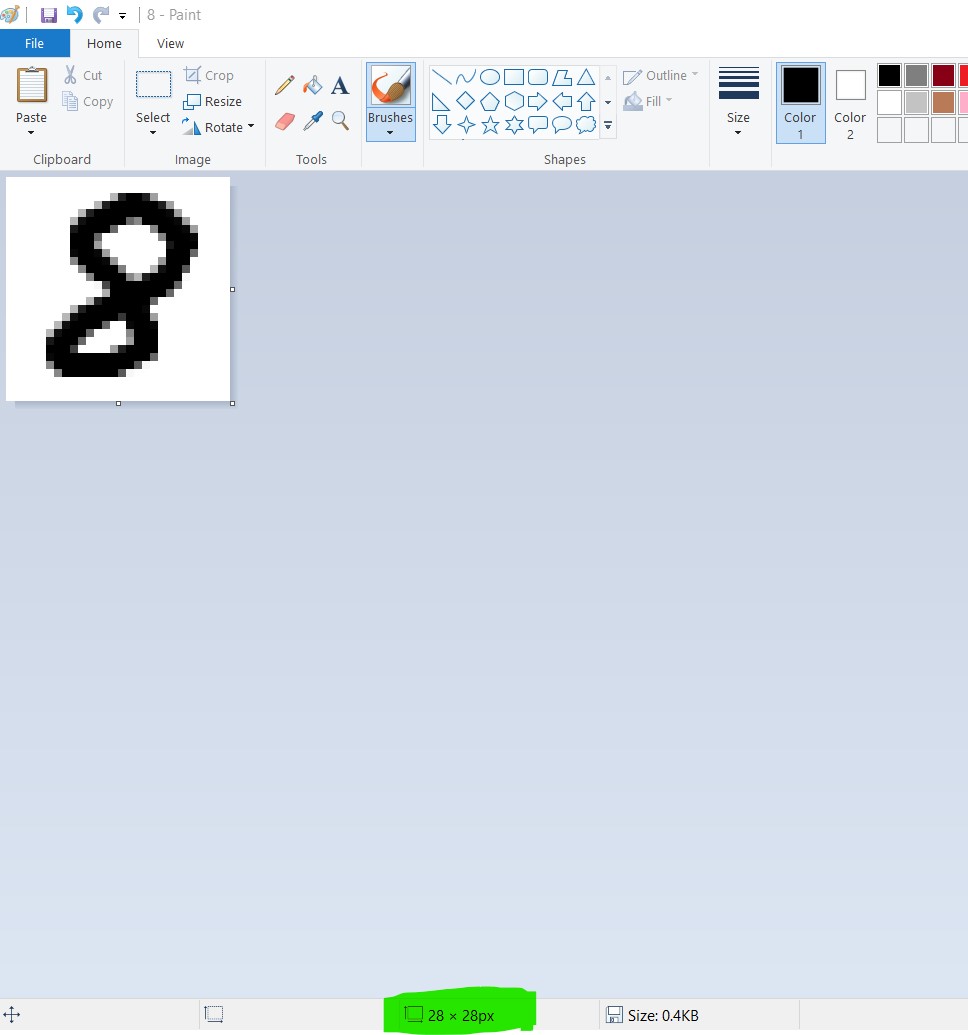 8 - Paint
File Home View
Paste
Cut
Copy
Clipboard
Select
Crop
Resize
Rotate
Image
A
Tools
Brushes
Shapes
Outline
Fill
Size
Color
1
Color
2
8
28 × 28px
Size: 0.4KB